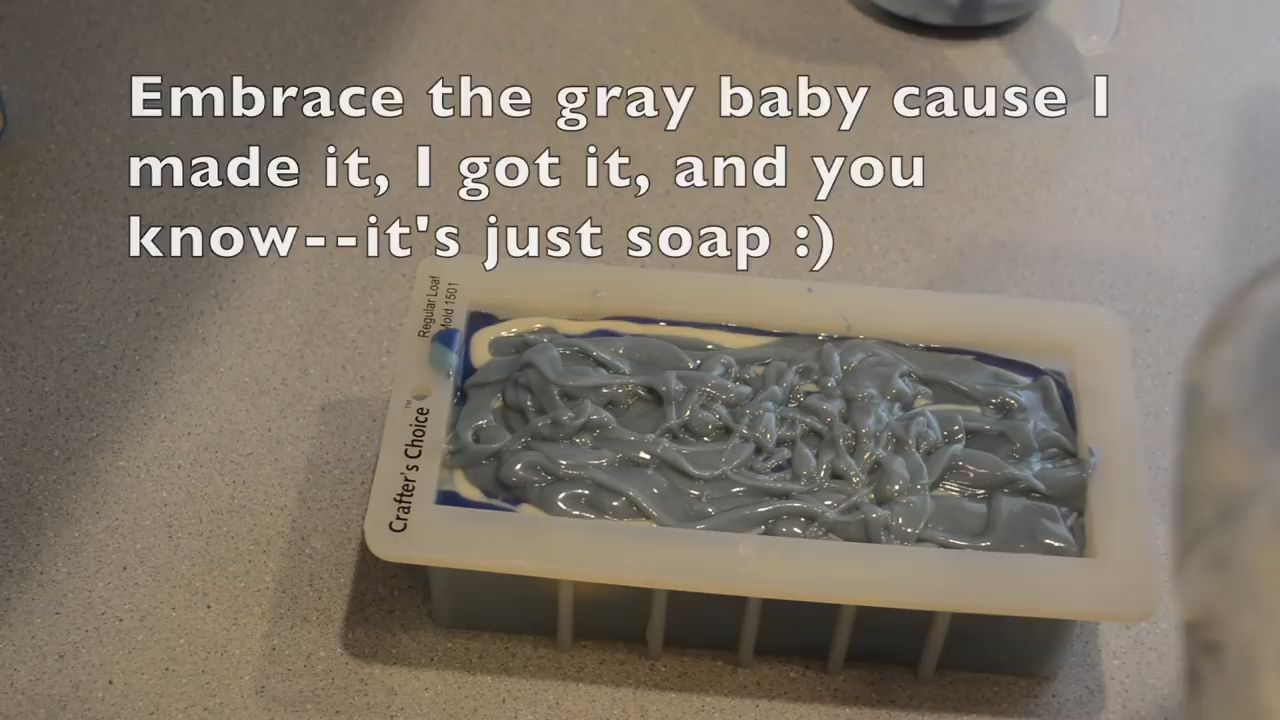 Embrace the gray baby cause I
made it, I got it, and you
know--it's just soap :)
Regular Loaf
Mold 1501
Crafter's Choice™